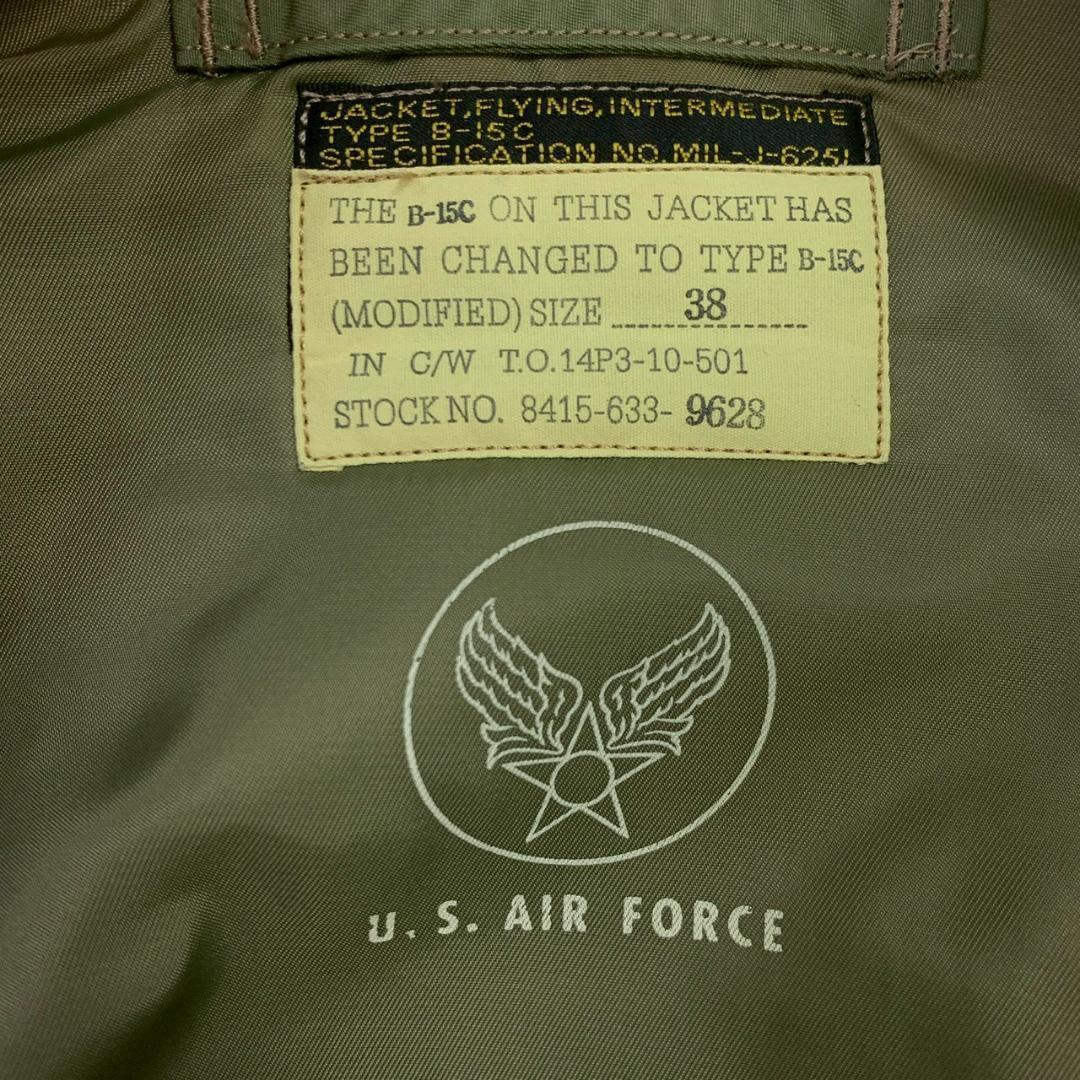 JACKET, FLYING, INTERMEDIATE
TYPE B-15C
SPECIFICATION NO. MIL-J-6251
THE B-15C ON THIS JACKET HAS
BEEN CHANGED TO TYPE B-15C
(MODIFIED) SIZE 38
IN C/W T.O.14P3-10-501
STOCK NO. 8415-633-9628
U. S. AIR FORCE